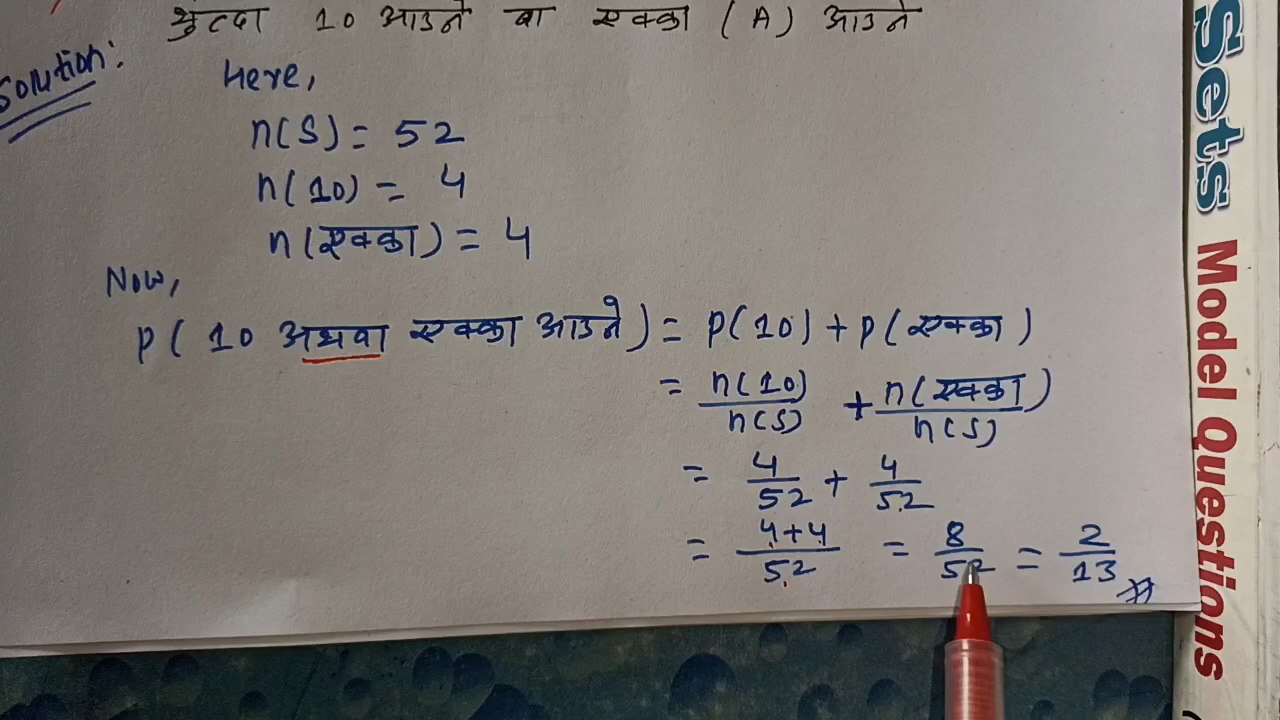 थुट्दा 10 आउने वा एक्का (A) आउने
Solution:
Here,
n(S) = 52
n(10) = 4
n(एक्का) = 4
Now,
P( 10 अथवा एक्का आउने) = P(10) + P(एक्का)
= n(10)/n(S) + n(एक्का)/n(S)
= 4/52 + 4/52
= 4+4/52 = 8/52 = 2/13
Sets Model Questions